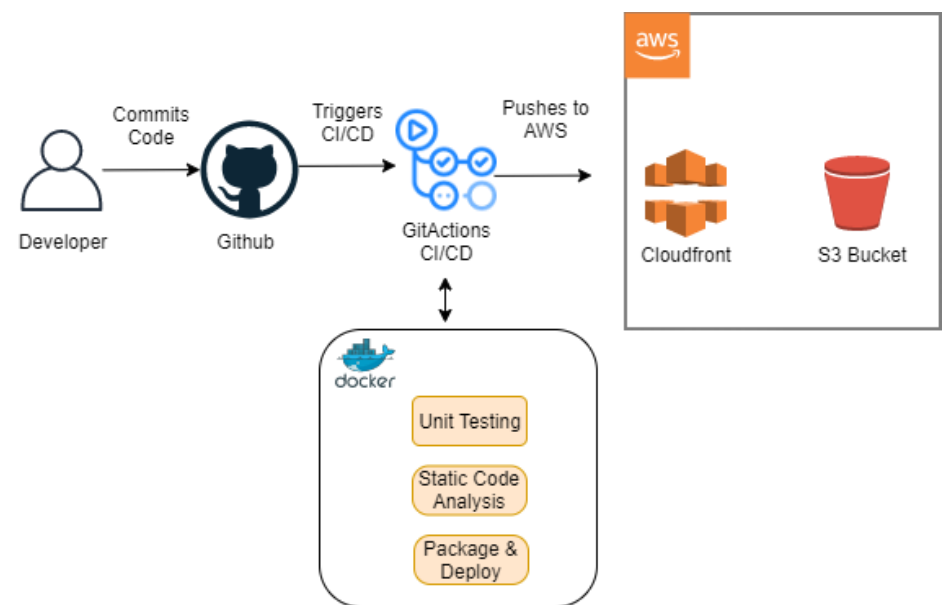 aws
Commits
Code
Triggers
CI/CD
Pushes to
AWS
Developer
Github
GitActions
CI/CD
Cloudfront
S3 Bucket
docker
Unit Testing
Static Code
Analysis
Package &
Deploy